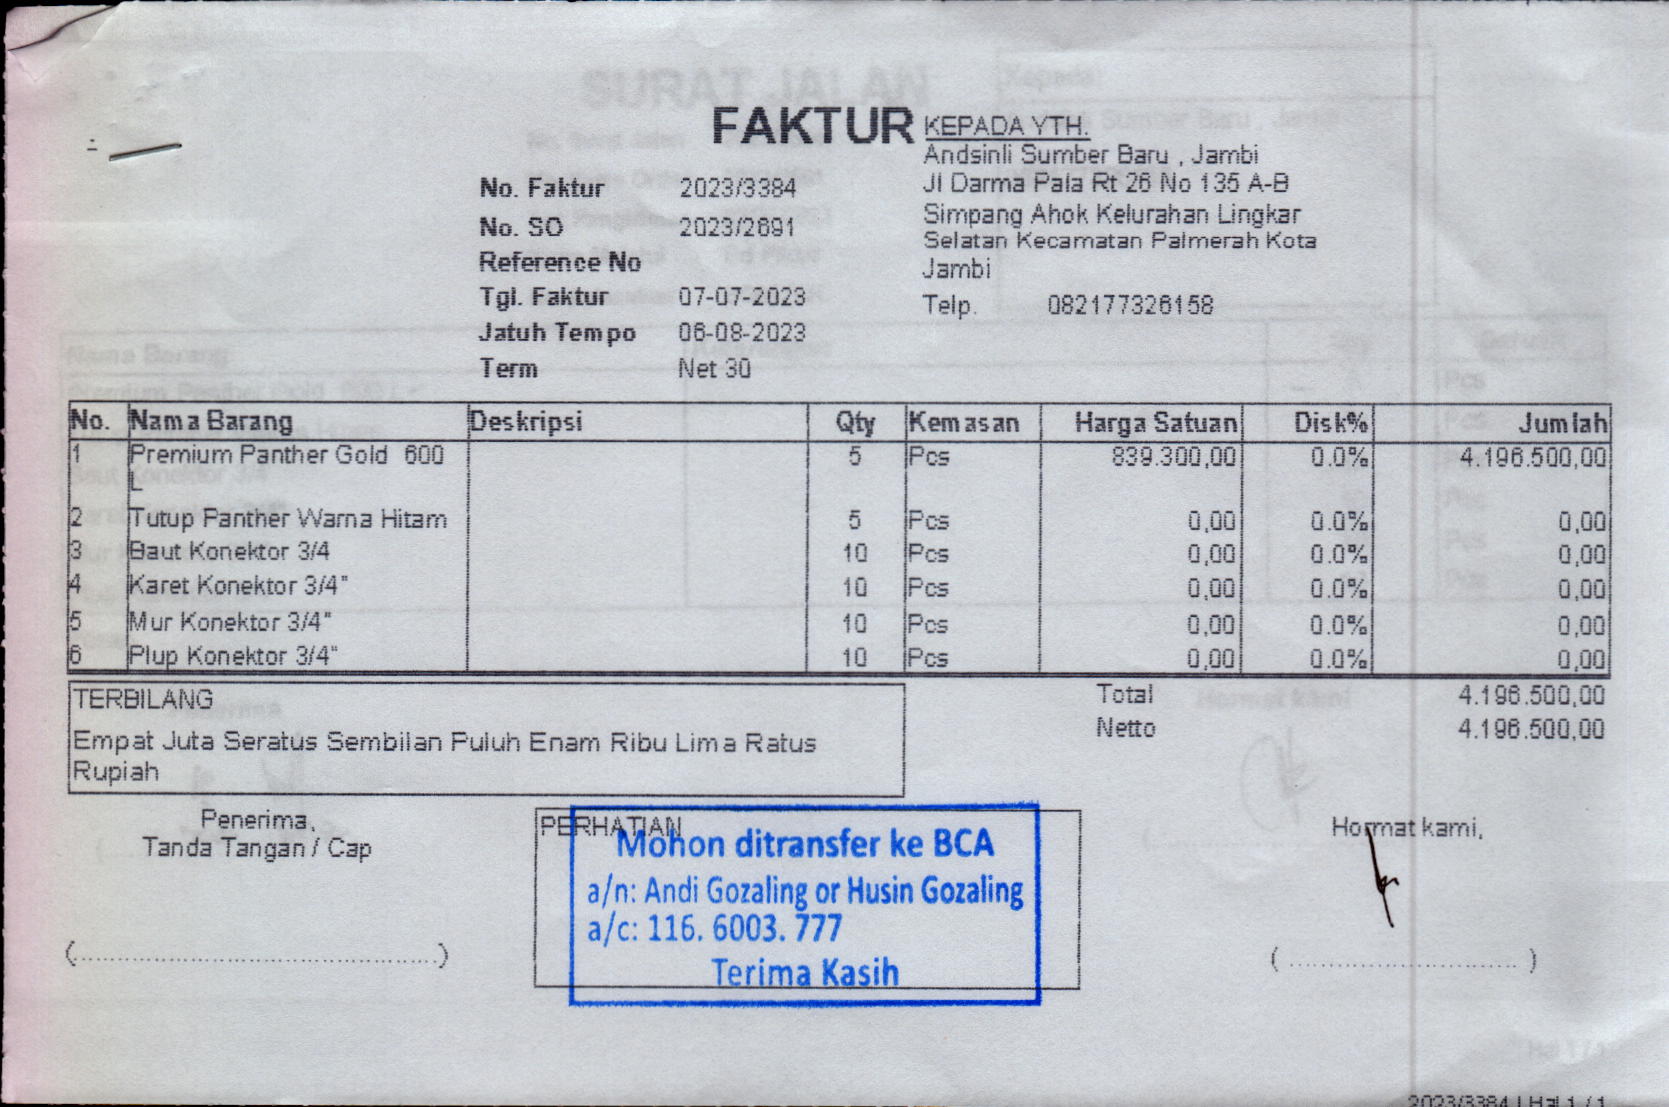 FAKTUR
KEPADA YTH.
Andsinli Sumber Baru , Jambi
Jl Darma Pala Rt 26 No 135 A-B
Simpang Ahok Kelurahan Lingkar
Selatan Kecamatan Palmerah Kota
Jambi
Telp. 082177326158
No. Faktur 2023/3384
No. SO 2023/2691
Reference No
Tgl. Faktur 07-07-2023
Jatuh Tempo 06-08-2023
Term Net 30
No. Nama Barang Deskripsi Qty Kemasan Harga Satuan Disk% Jumlah
1 Premium Panther Gold 600 5 Pcs 839.300,00 0.0% 4.196.500,00
L
2 Tutup Panther Warna Hitam 5 Pcs 0,00 0.0% 0,00
3 Baut Konektor 3/4 10 Pcs 0,00 0.0% 0,00
4 Karet Konektor 3/4" 10 Pcs 0,00 0.0% 0,00
5 Mur Konektor 3/4" 10 Pcs 0,00 0.0% 0,00
6 Plup Konektor 3/4" 10 Pcs 0,00 0.0% 0,00
TERBILANG
Empat Juta Seratus Sembilan Puluh Enam Ribu Lima Ratus
Rupiah
Total 4.196.500,00
Netto 4.196.500,00
Penerima,
Tanda Tangan / Cap
(..........................................)
PERHATIAN
Mohon ditransfer ke BCA
a/n: Andi Gozaling or Husin Gozaling
a/c: 116. 6003. 777
Terima Kasih
Hormat kami,
( ............................. )
2023/3384 | Hal 1 / 1